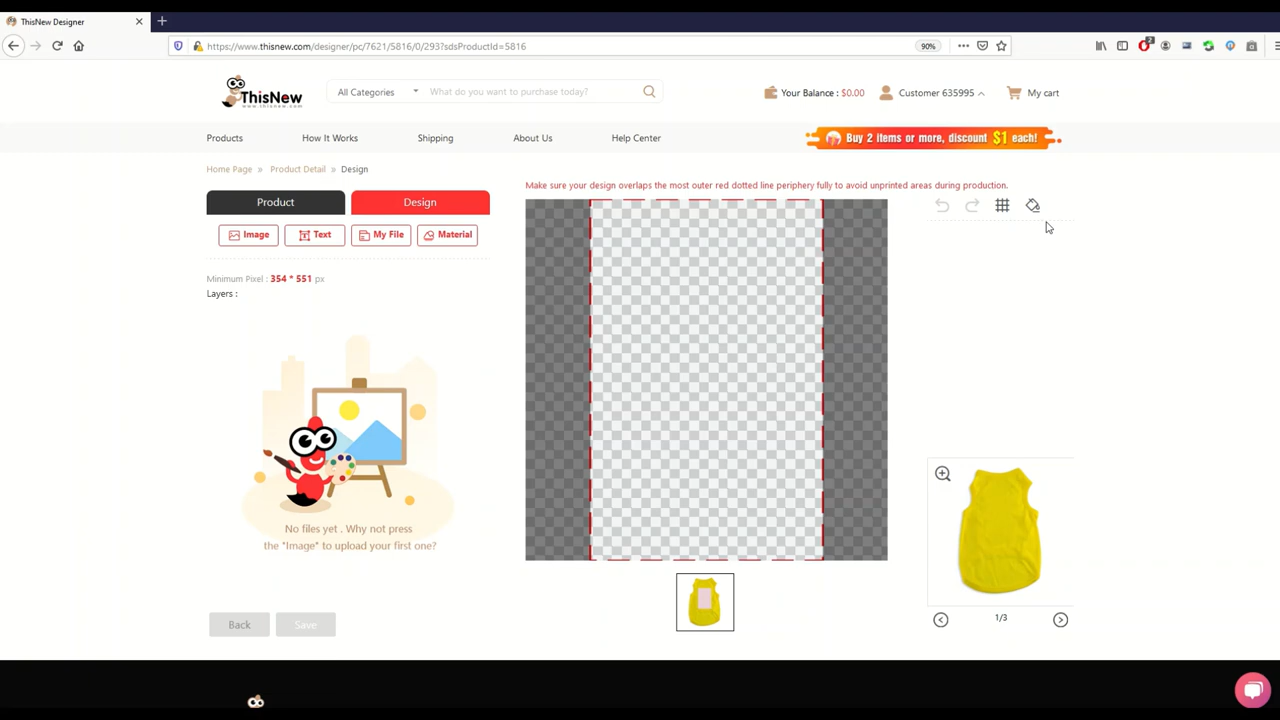 ThisNew Designer
https://www.thisnew.com/designer/pc/7621/5816/0/293?sdsProductId=5816
90%
2
ThisNew
www.thisnew.com
All Categories
What do you want to purchase today?
Your Balance : $0.00
Customer 635995
My cart
Products
How It Works
Shipping
About Us
Help Center
Buy 2 items or more, discount $1 each!
Home Page » Product Detail » Design
Make sure your design overlaps the most outer red dotted line periphery fully to avoid unprinted areas during production.
Product
Design
Image
Text
My File
Material
Minimum Pixel : 354 * 551 px
Layers :
No files yet . Why not press
the "Image" to upload your first one?
1/3
Back
Save